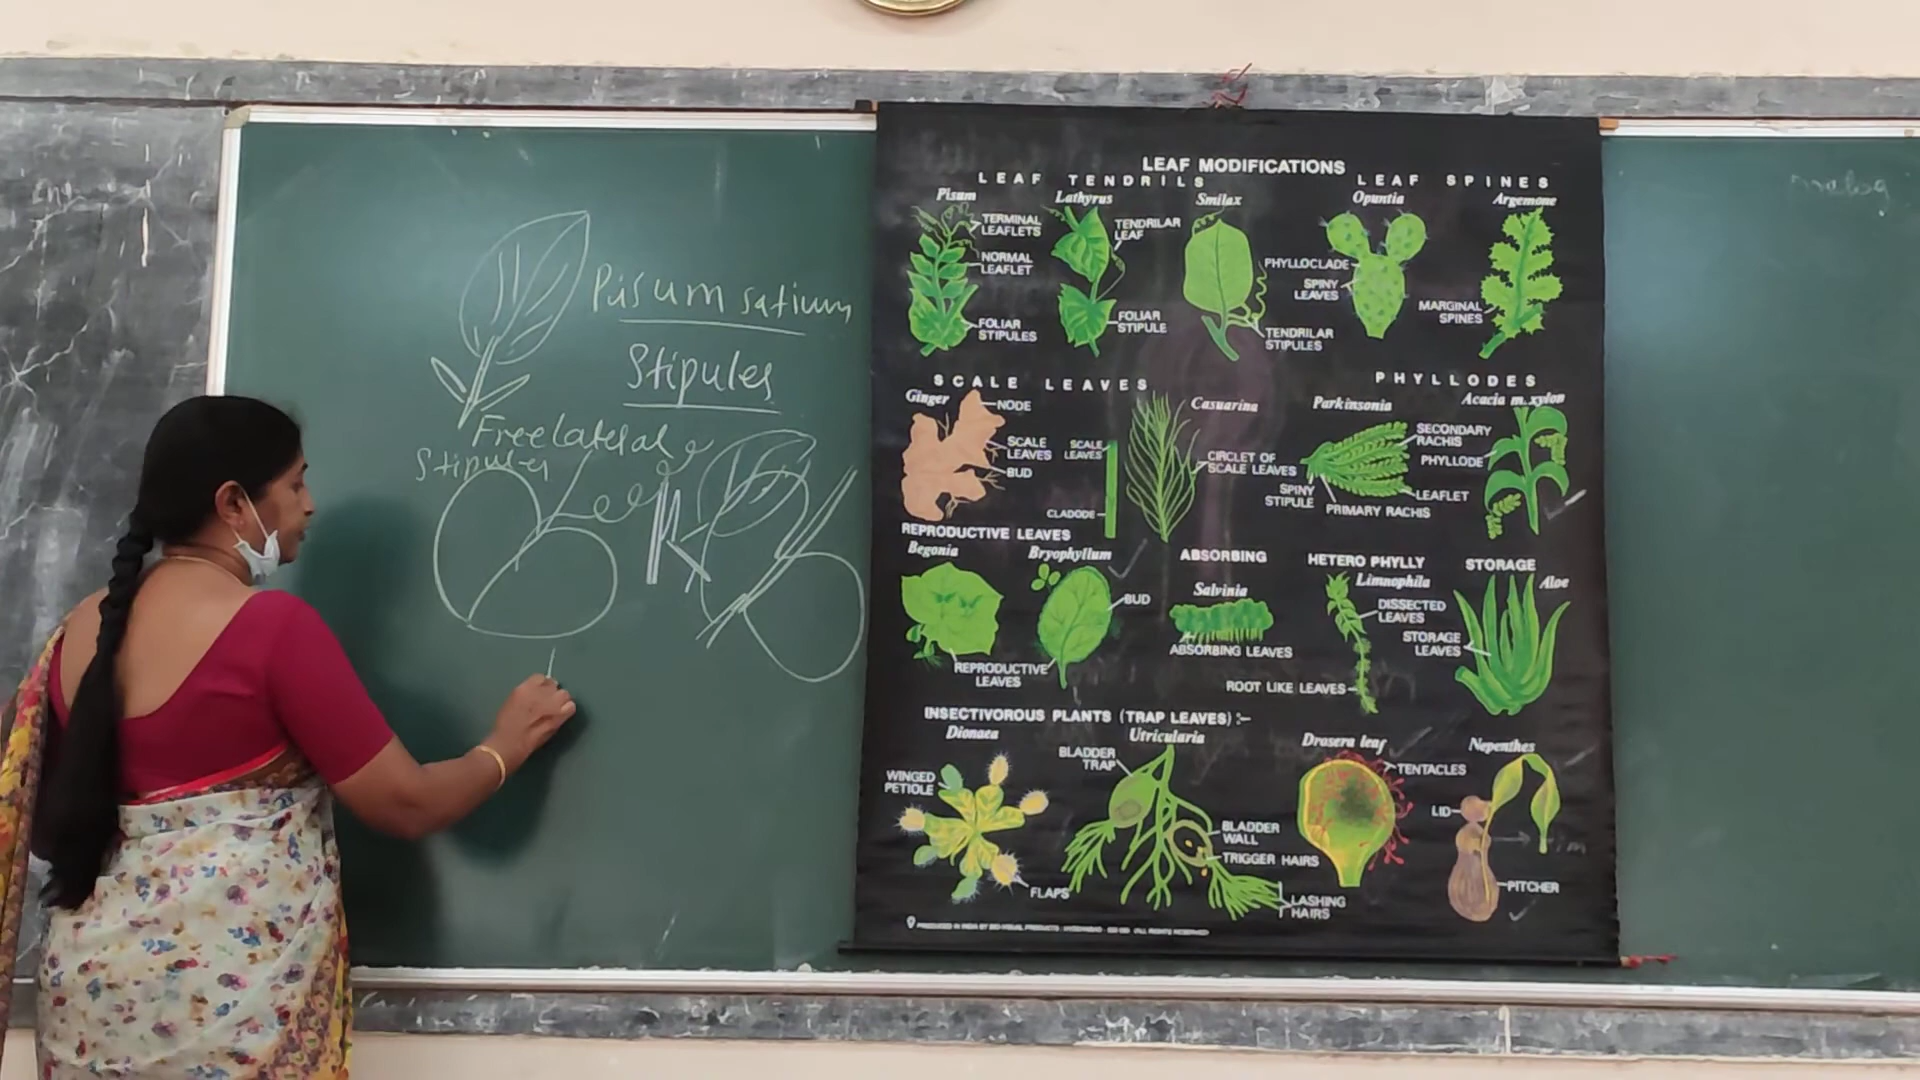 Pisum sativum
Stipules
Freelateral
Stipules
Leaf
LEAF MODIFICATIONS
LEAF TENDRILS
Pisum
TERMINAL
LEAFLETS
NORMAL
LEAFLET
FOLIAR
STIPULES
Lathyrus
TENDRILAR
LEAF
FOLIAR
STIPULE
Smilax
TENDRILAR
STIPULES
LEAF SPINES
Opuntia
PHYLLOCLADE
SPINY
LEAVES
Argemone
MARGINAL
SPINES
SCALE LEAVES
Ginger
NODE
SCALE
LEAVES
BUD
Casuarina
SCALE
LEAVES
CIRCLET OF
SCALE LEAVES
CLADODE
PHYLLODES
Parkinsonia
SECONDARY
RACHIS
LEAFLET
SPINY
STIPULE
PRIMARY RACHIS
Acacia m. xylon
PHYLLODE
REPRODUCTIVE LEAVES
Begonia
REPRODUCTIVE
LEAVES
Bryophyllum
BUD
ABSORBING
Salvinia
ABSORBING LEAVES
HETERO PHYLLY
Limnophila
DISSECTED
LEAVES
ROOT LIKE LEAVES
STORAGE
Aloe
STORAGE
LEAVES
INSECTIVOROUS PLANTS (TRAP LEAVES) :-
Dionaea
WINGED
PETIOLE
FLAPS
Utricularia
BLADDER
TRAP
BLADDER
WALL
TRIGGER HAIRS
LASHING
HAIRS
Drosera leaf
TENTACLES
Nepenthes
LID
PITCHER